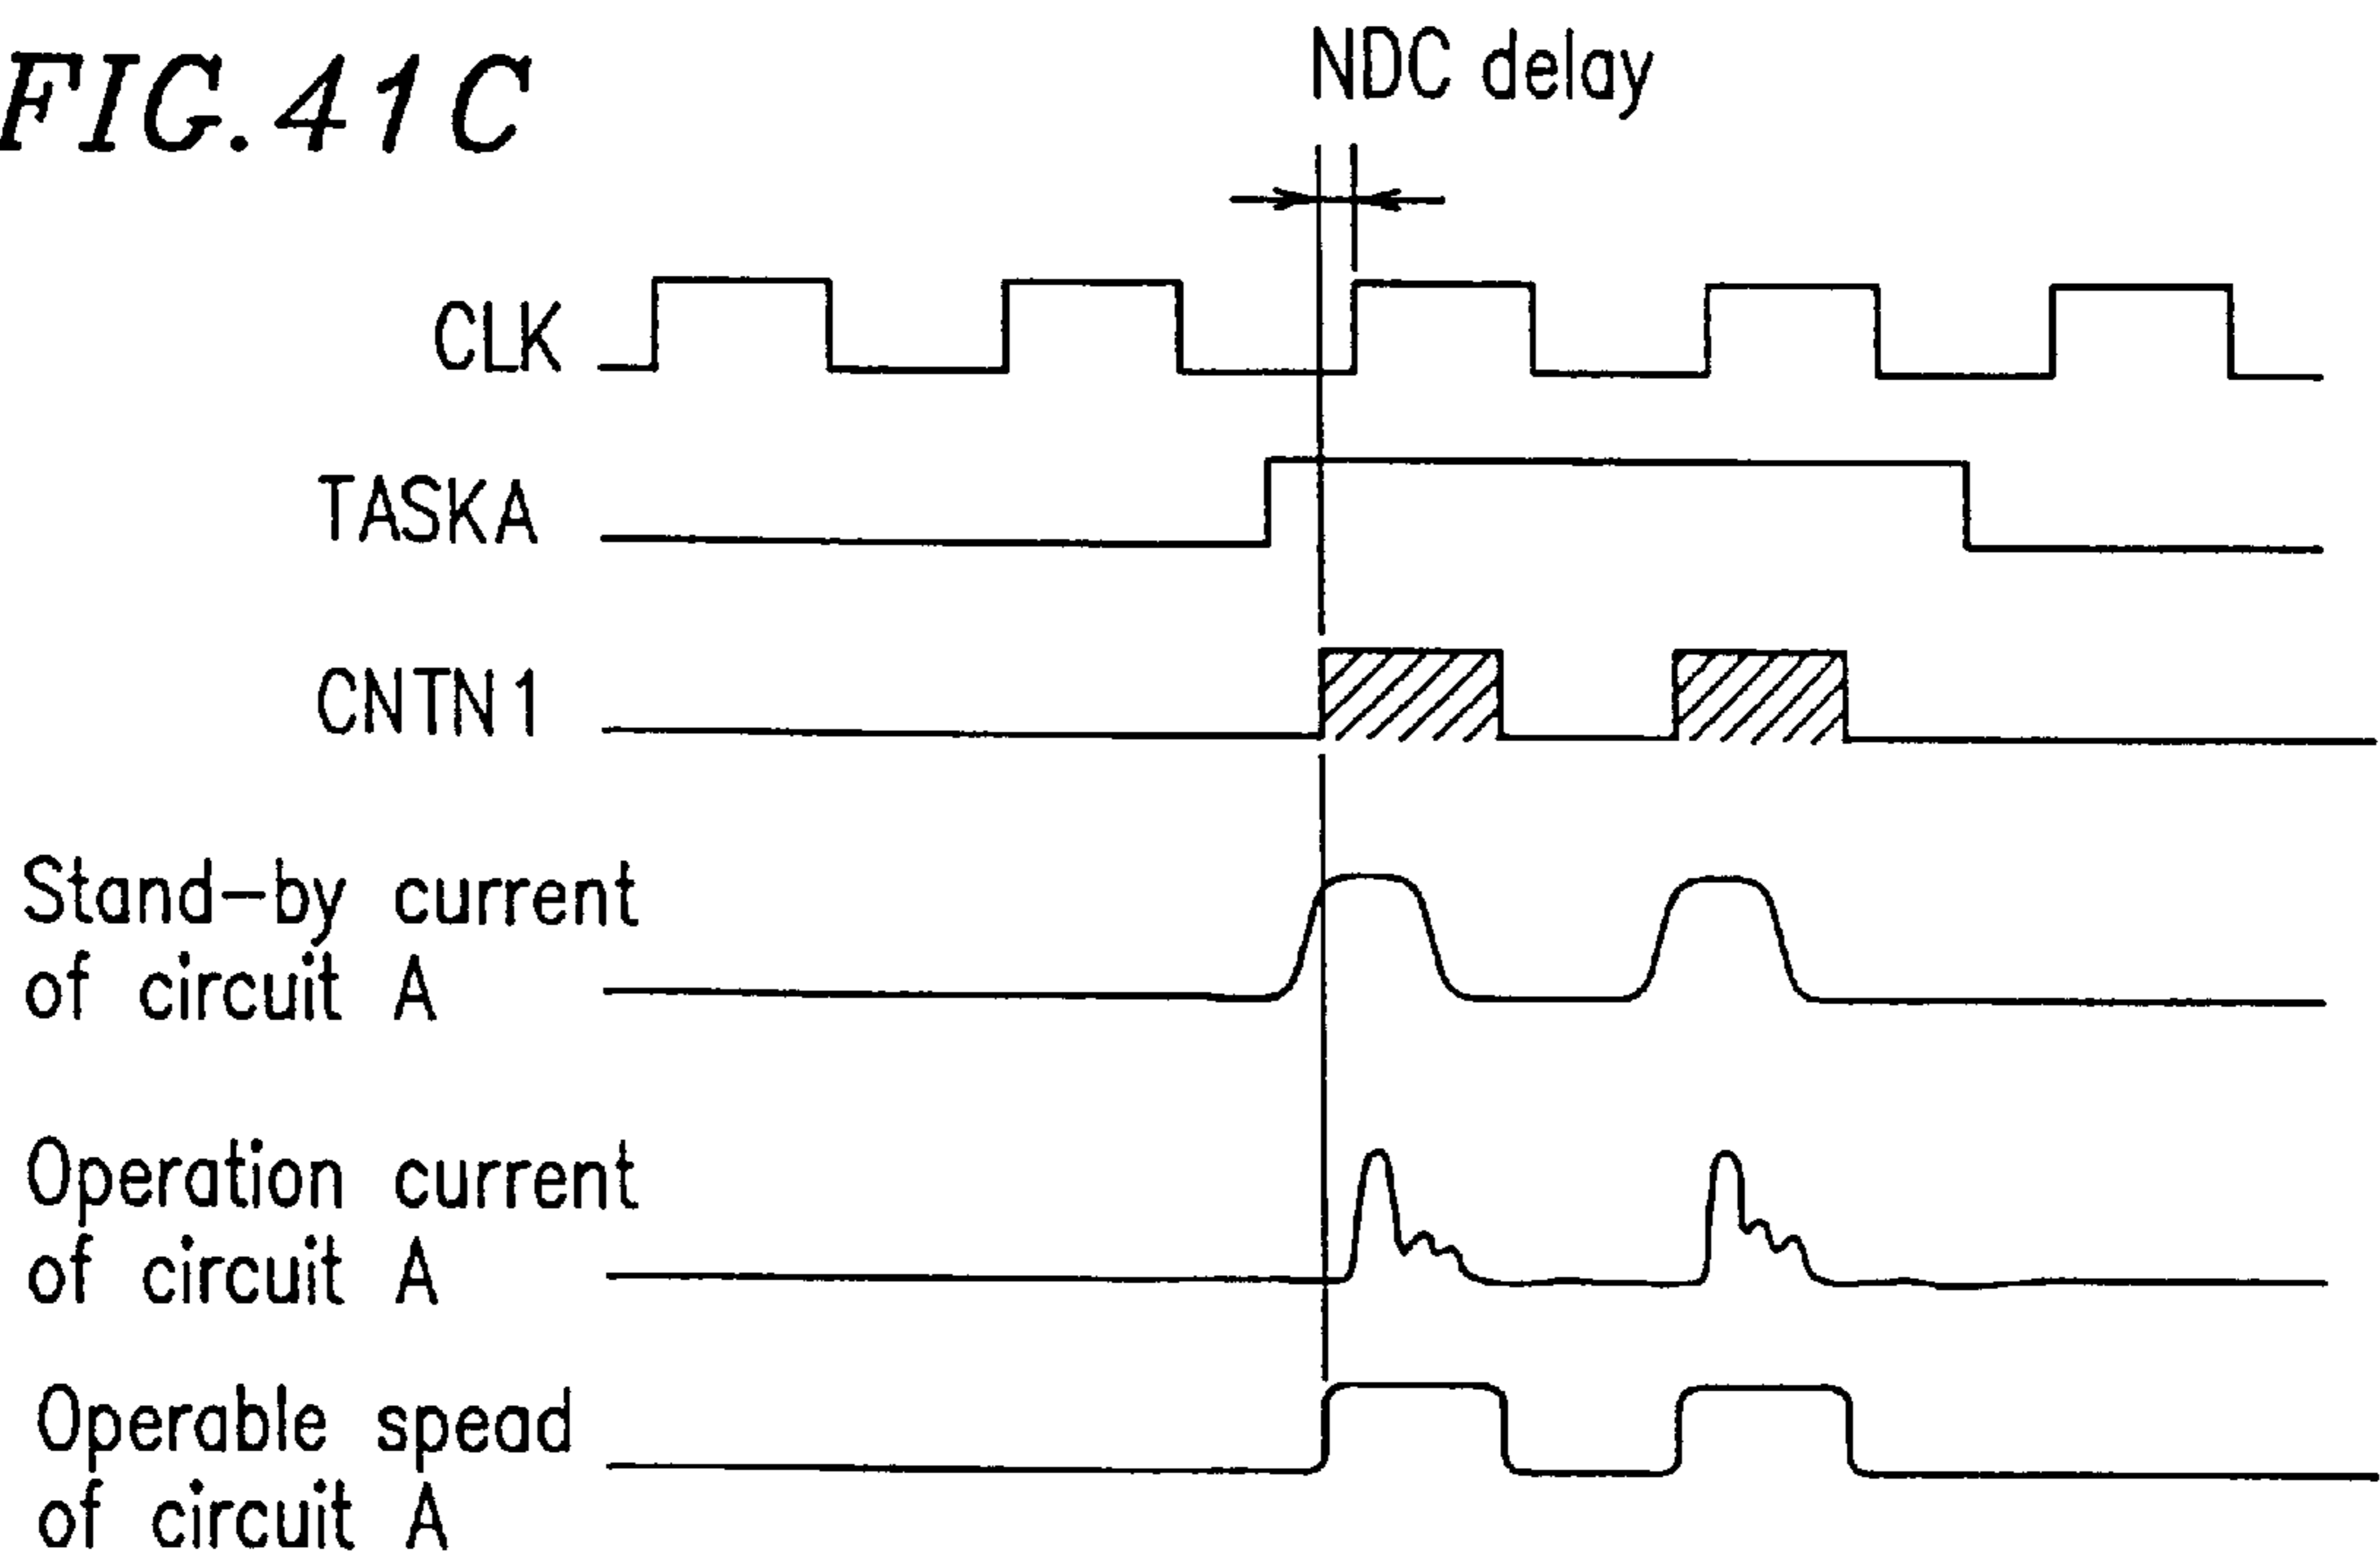 FIG. 41C
NDC delay
CLK
TASKA
CNTN1
Stand-by current
of circuit A
Operation current
of circuit A
Operable spead
of circuit A